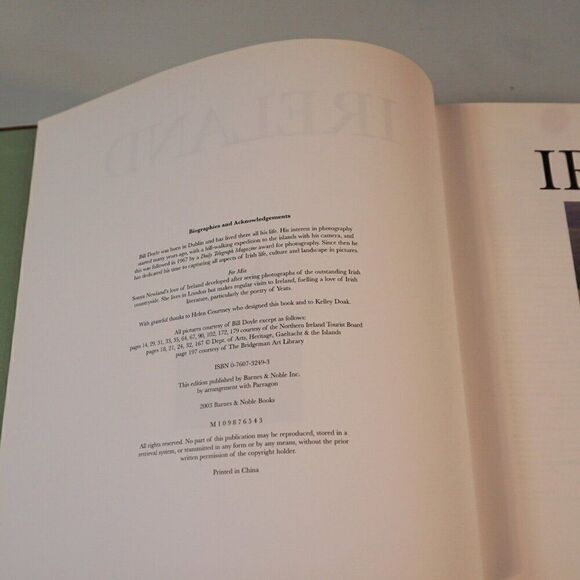 IRELAND
Biographies and Acknowledgements
Bill Doyle was born in Dublin and has lived there all his life. His interest in photography
started many years ago, with a hill-walking expedition to the islands with his camera, and
this was followed in 1967 by a Daily Telegraph Magazine award for photography. Since then he
has dedicated his time to capturing all aspects of Irish life, culture and landscape in pictures.
For Mia
Sonya Newland's love of Ireland developed after seeing photographs of the outstanding Irish
countryside. She lives in London but makes regular visits to Ireland, fuelling a love of Irish
literature, particularly the poetry of Yeats.
With grateful thanks to Helen Courtney who designed this book and to Kelley Doak.
All pictures courtesy of Bill Doyle except as follows:
pages 14, 29, 31, 33, 35, 64, 67, 90, 102, 172, 179 courtesy of the Northern Ireland Tourist Board
pages 18, 21, 24, 32, 167 © Dept. of Arts, Heritage, Gaeltacht & the Islands
page 197 courtesy of The Bridgeman Art Library
ISBN 0-7607-3249-3
This edition published by Barnes & Noble Inc.
by arrangement with Parragon
2003 Barnes & Noble Books
M 1 0 9 8 7 6 5 4 3
All rights reserved. No part of this publication may be reproduced, stored in a
retrieval system, or transmitted in any form or by any means, without the prior
written permission of the copyright holder.
Printed in China